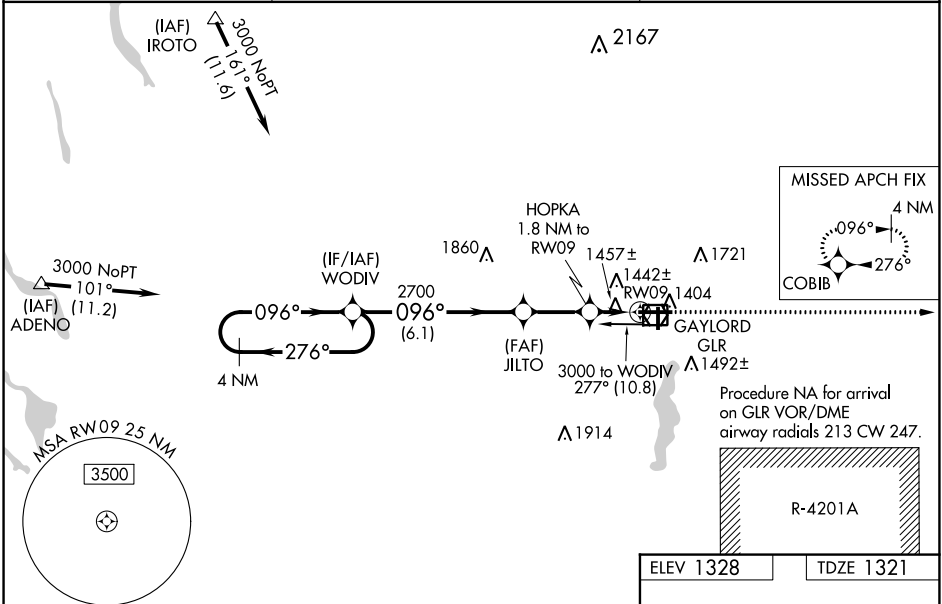 (IAF)
IROTO
3000 NoPT
161°
(11.6)
2167
MISSED APCH FIX
4 NM
096°
276°
COBIB
HOPKA
1.8 NM to
RW09
1860
1457±
1442±
1721
RW09
1404
(IF/IAF)
WODIV
3000 NoPT
101°
(11.2)
(IAF)
ADENO
096°
2700
096°
(6.1)
276°
4 NM
(FAF)
JILTO
GAYLORD
GLR
3000 to WODIV
277° (10.8)
1492±
1914
Procedure NA for arrival
on GLR VOR/DME
airway radials 213 CW 247.
MSA RW09 25 NM
3500
R-4201A
ELEV 1328
TDZE 1321